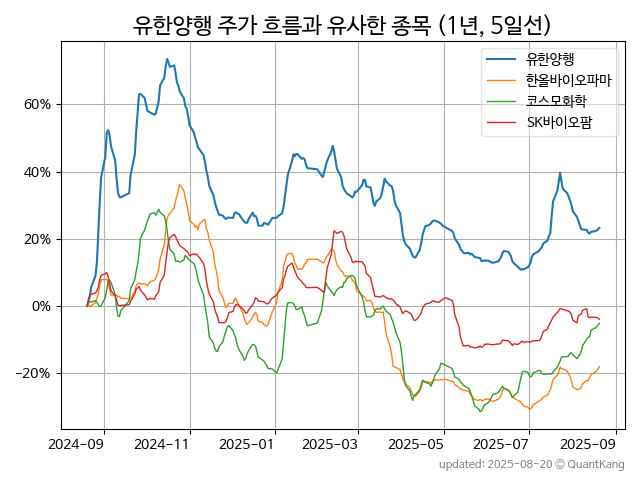 유한양행 주가 흐름과 유사한 종목 (1년, 5일선)
유한양행
한올바이오파마
코스모화학
SK바이오팜
60%
40%
20%
0%
−20%
2024-09 2024-11 2025-01 2025-03 2025-05 2025-07 2025-09
updated: 2025-08-20 © QuantKang